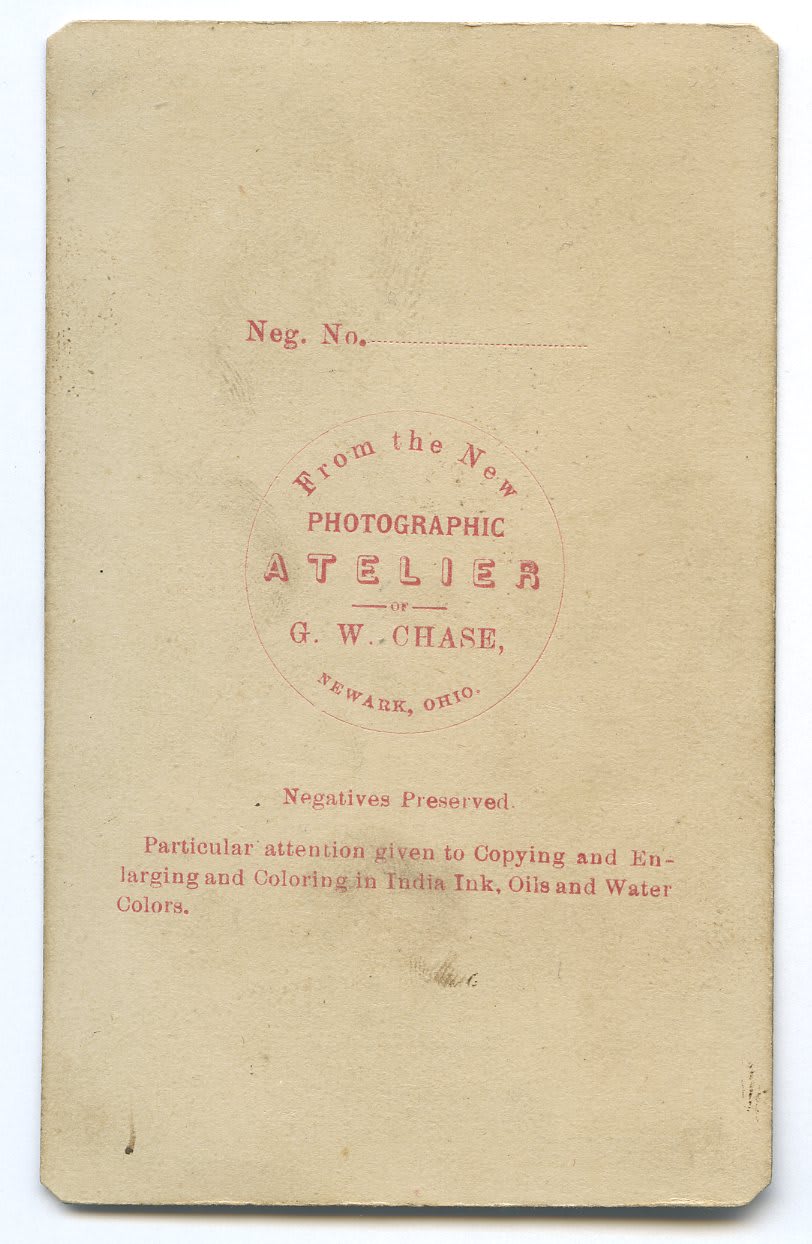 Neg. No.
From the New
PHOTOGRAPHIC
ATELIER
OF
G. W. CHASE,
NEWARK, OHIO.
Negatives Preserved.
Particular attention given to Copying and En-
larging and Coloring in India Ink, Oils and Water
Colors.